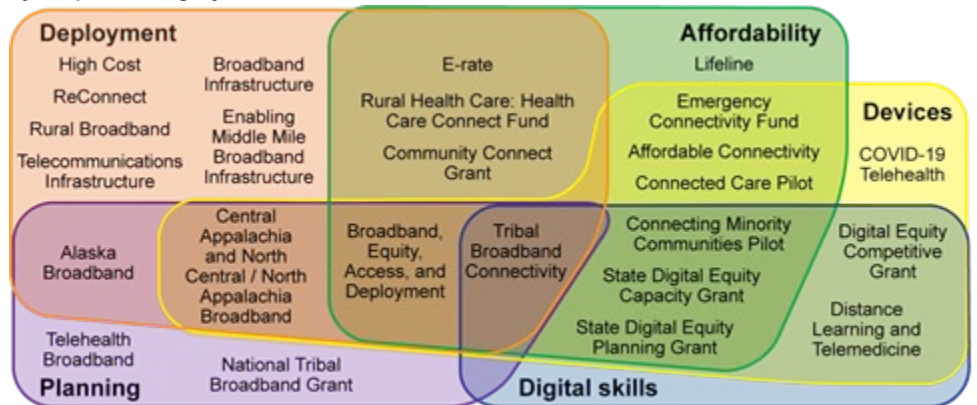 Deployment
High Cost
ReConnect
Rural Broadband
Telecommunications
Infrastructure
Broadband
Infrastructure
Enabling
Middle Mile
Broadband
Infrastructure
E-rate
Rural Health Care: Health
Care Connect Fund
Community Connect
Grant
Affordability
Lifeline
Emergency
Connectivity Fund
Affordable Connectivity
Connected Care Pilot
Devices
COVID-19
Telehealth
Alaska
Broadband
Central
Appalachia
and North
Central / North
Appalachia
Broadband
Broadband,
Equity,
Access, and
Deployment
Tribal
Broadband
Connectivity
Connecting Minority
Communities Pilot
State Digital Equity
Capacity Grant
State Digital Equity
Planning Grant
Digital Equity
Competitive
Grant
Distance
Learning and
Telemedicine
Telehealth
Broadband
National Tribal
Broadband Grant
Planning
Digital skills